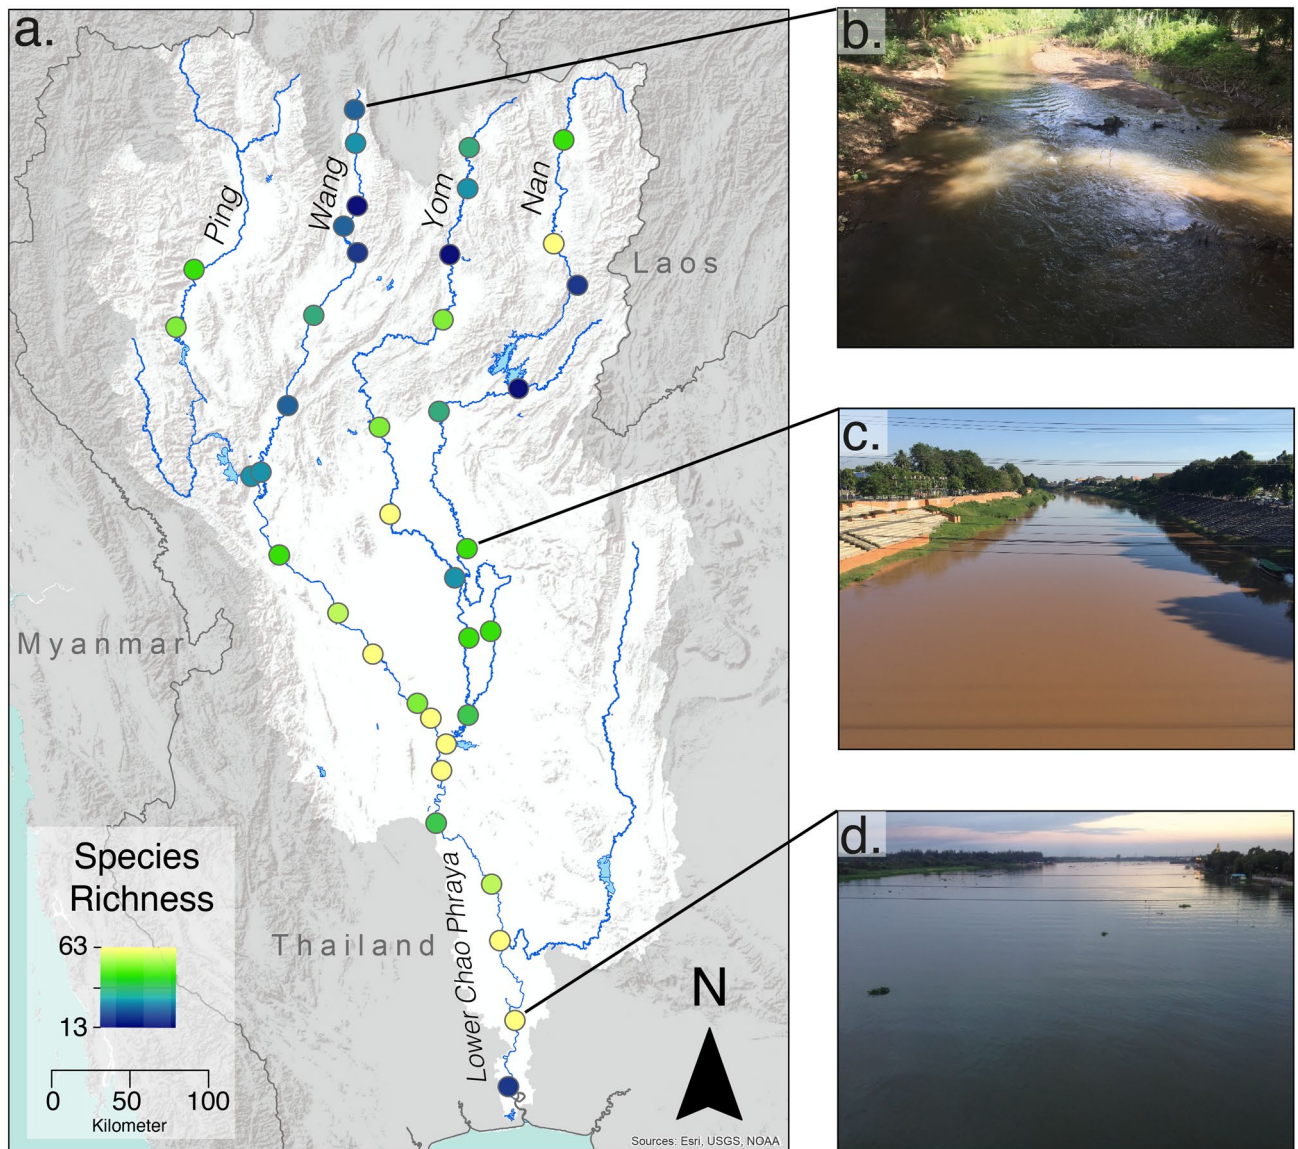 a.
b.
Ping
Wang
Yom
Nan
Laos
c.
Myanmar
d.
Species
Richness
63
13
Thailand
Lower Chao Phraya
N
0 50 100
Kilometer
Sources: Esri, USGS, NOAA